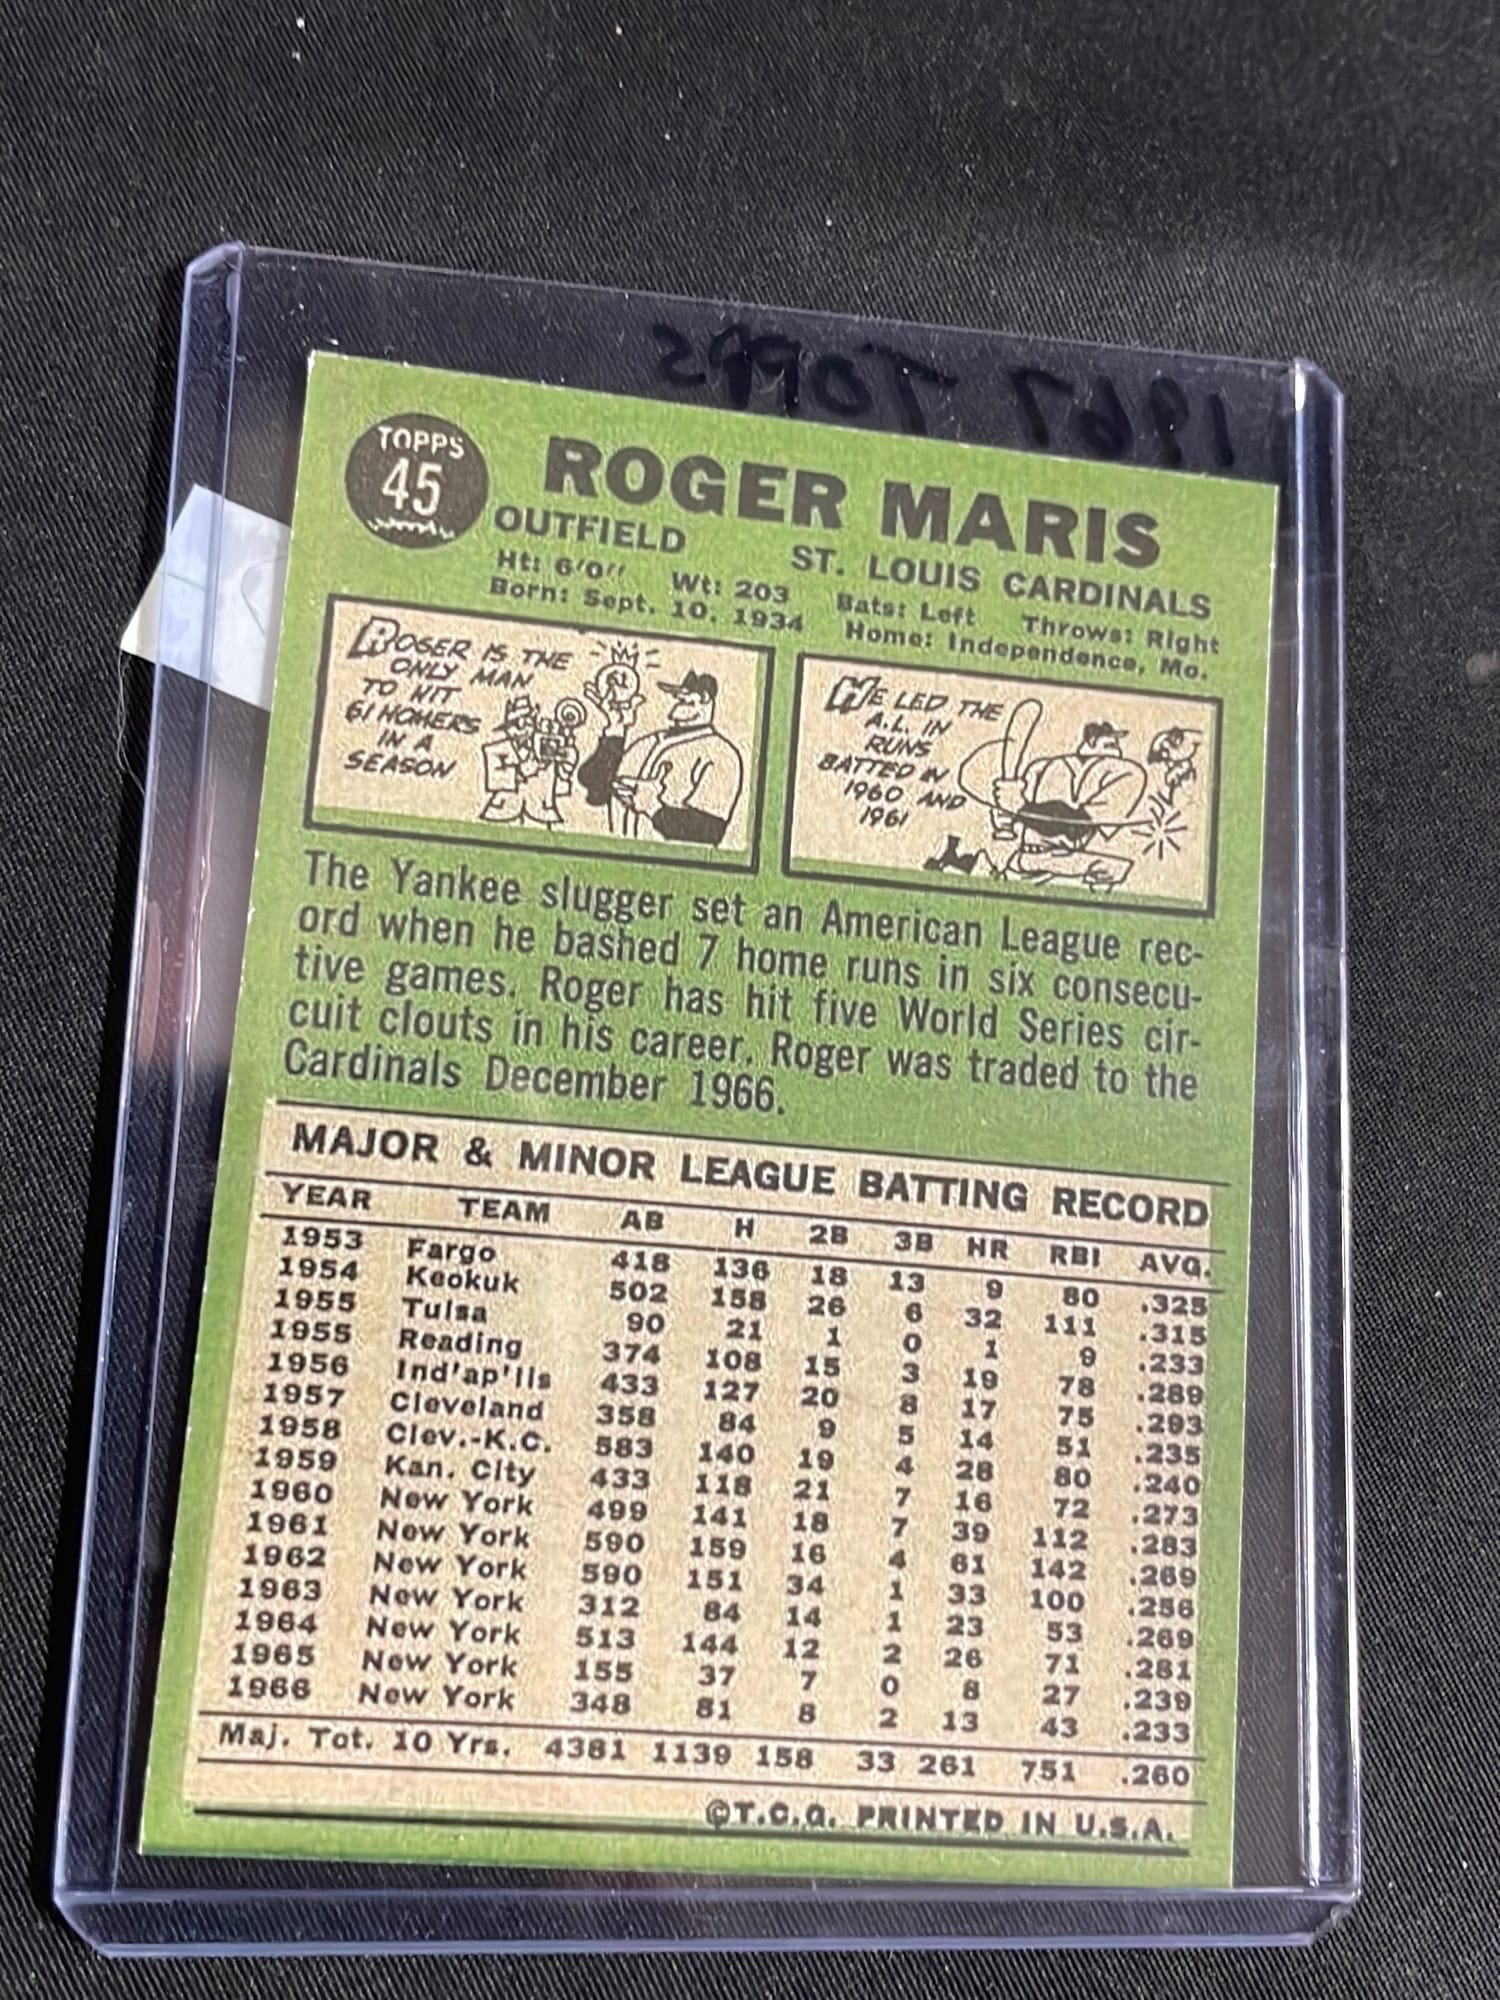 1967 TOPPS
TOPPS
45
ROGER MARIS
OUTFIELD ST. LOUIS CARDINALS
Ht: 6'0" Wt: 203 Bats: Left Throws: Right
Born: Sept. 10, 1934 Home: Independence, Mo.
ROGER IS THE
ONLY MAN
TO HIT
61 HOMERS
IN A
SEASON
61
HE LED THE
A.L. IN
RUNS
BATTED IN
1960 AND
1961
The Yankee slugger set an American League rec-
ord when he bashed 7 home runs in six consecu-
tive games. Roger has hit five World Series cir-
cuit clouts in his career. Roger was traded to the
Cardinals December 1966.
MAJOR & MINOR LEAGUE BATTING RECORD
YEAR TEAM AB H 2B 3B HR RBI AVG.
1953 Fargo 418 136 18 13 9 80 .325
1954 Keokuk 502 158 26 6 32 111 .315
1955 Tulsa 90 21 1 0 1 9 .233
1955 Reading 374 108 15 3 19 78 .289
1956 Ind'ap'lis 433 127 20 8 17 75 .293
1957 Cleveland 358 84 9 5 14 51 .235
1958 Clev.-K.C. 583 140 19 4 28 80 .240
1959 Kan. City 433 118 21 7 16 72 .273
1960 New York 499 141 18 7 39 112 .283
1961 New York 590 159 16 4 61 142 .269
1962 New York 590 151 34 1 33 100 .256
1963 New York 312 84 14 1 23 53 .269
1964 New York 513 144 12 2 26 71 .281
1965 New York 155 37 7 0 8 27 .239
1966 New York 348 81 8 2 13 43 .233
Maj. Tot. 10 Yrs. 4381 1139 158 33 261 751 .260
©T.C.G. PRINTED IN U.S.A.